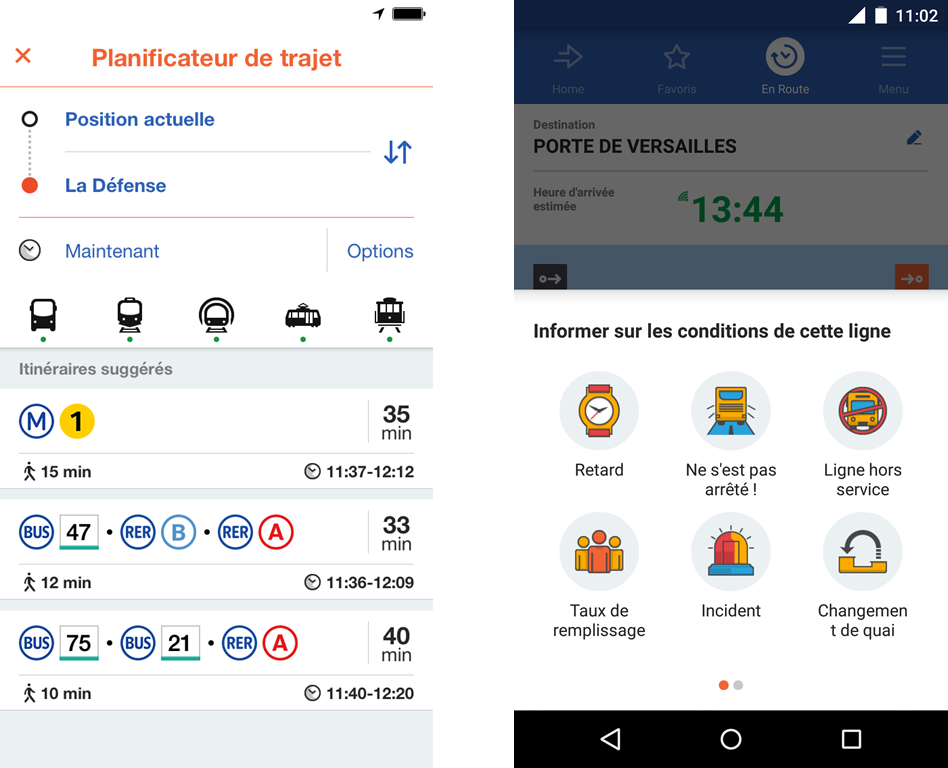 Planificateur de trajet
Position actuelle
La Défense
Maintenant
Options
Itinéraires suggérés
M 1
35
min
15 min
11:37-12:12
BUS 47 • RER B • RER A
33
min
12 min
11:36-12:09
BUS 75 • BUS 21 • RER A
40
min
10 min
11:40-12:20
11:02
Home
Favoris
En Route
Menu
Destination
PORTE DE VERSAILLES
Heure d'arrivée
estimée
13:44
Informer sur les conditions de cette ligne
Retard
Ne s'est pas
arrêté !
Ligne hors
service
Taux de
remplissage
Incident
Changemen
t de quai